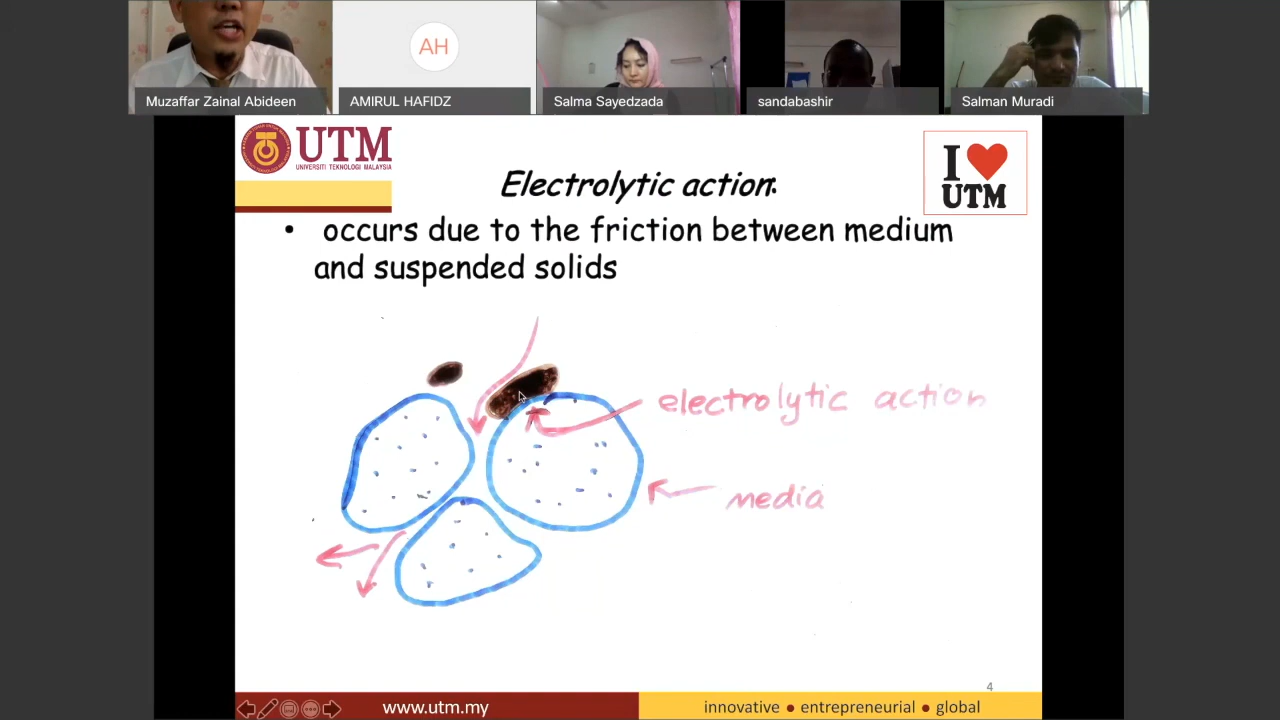 AH
Muzaffar Zainal Abideen
AMIRUL HAFIDZ
Salma Sayedzada
sandabashir
Salman Muradi
UTM
UNIVERSITI TEKNOLOGI MALAYSIA
I ❤ UTM
Electrolytic action:
• occurs due to the friction between medium
and suspended solids
electrolytic action
media
4
www.utm.my
innovative ● entrepreneurial ● global